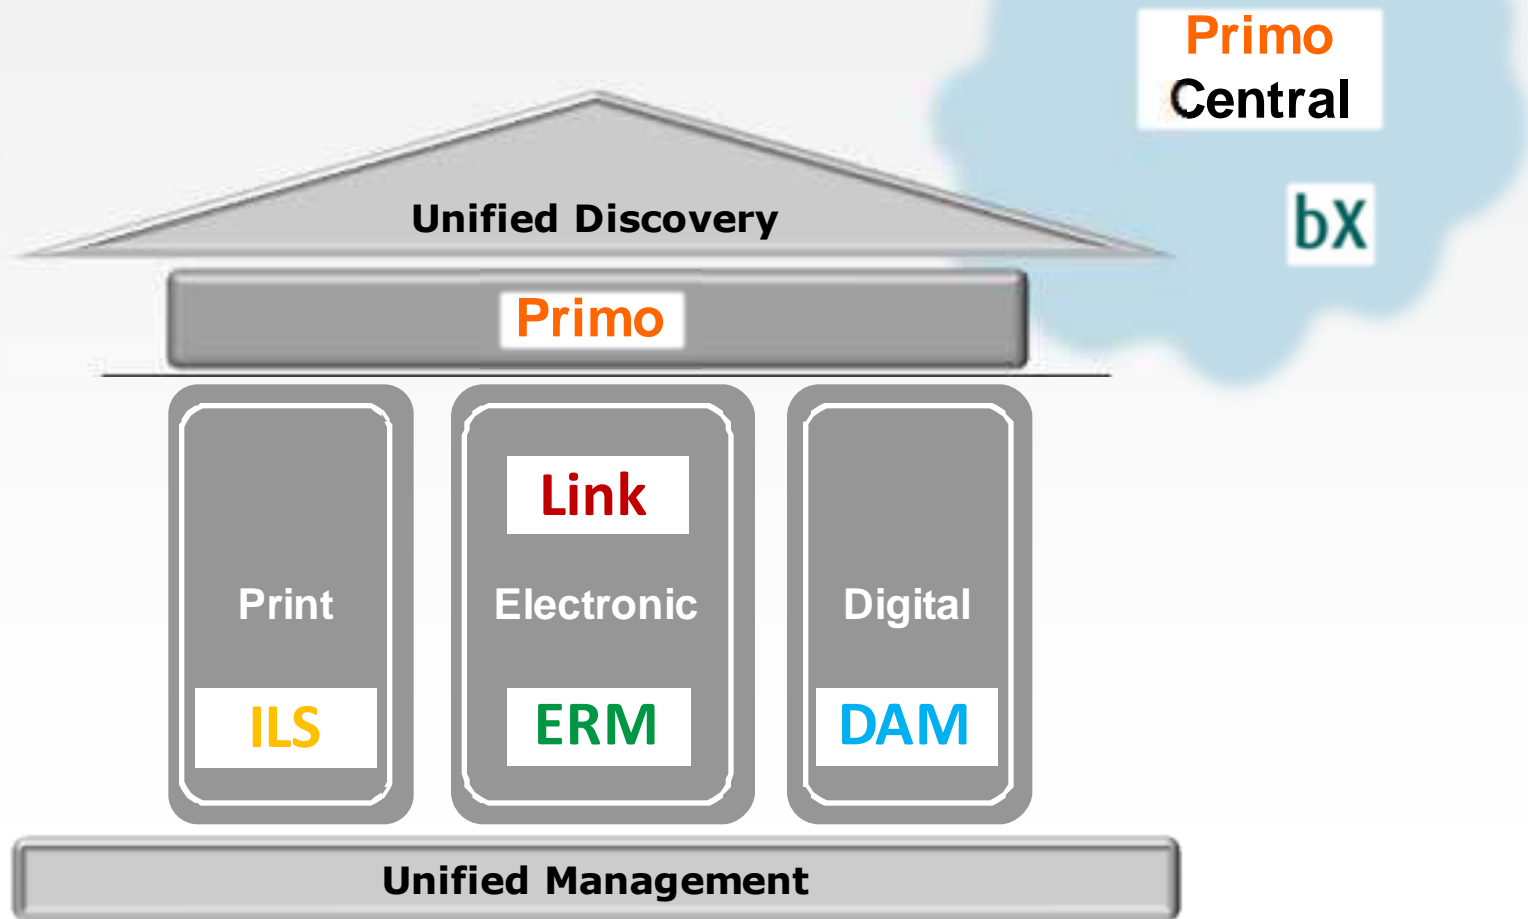 Primo
Central
Unified Discovery
bX
Primo
Link
Print
Electronic
Digital
ILS
ERM
DAM
Unified Management